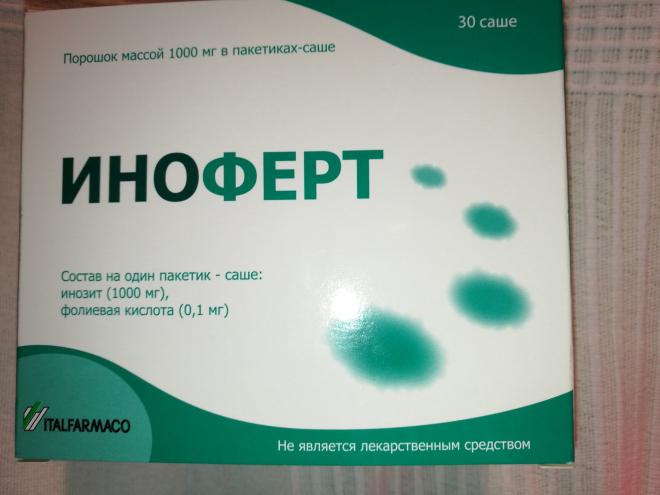 30 саше
Порошок массой 1000 мг в пакетиках-саше
ИНОФЕРТ
Состав на один пакетик - саше:
инозит (1000 мг),
фолиевая кислота (0,1 мг)
ITALFARMACO
Не является лекарственным средством